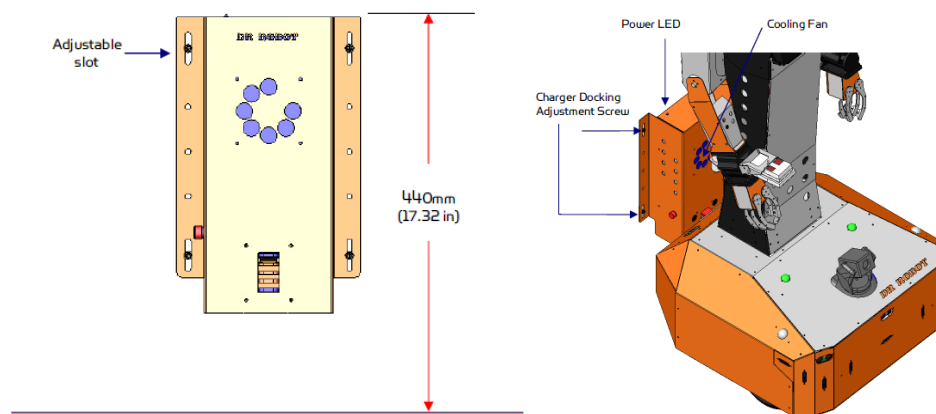 DR ROBOT
Adjustable
slot
440mm
(17.32 in)
Power LED
Cooling Fan
Charger Docking
Adjustment Screw
DR ROBOT